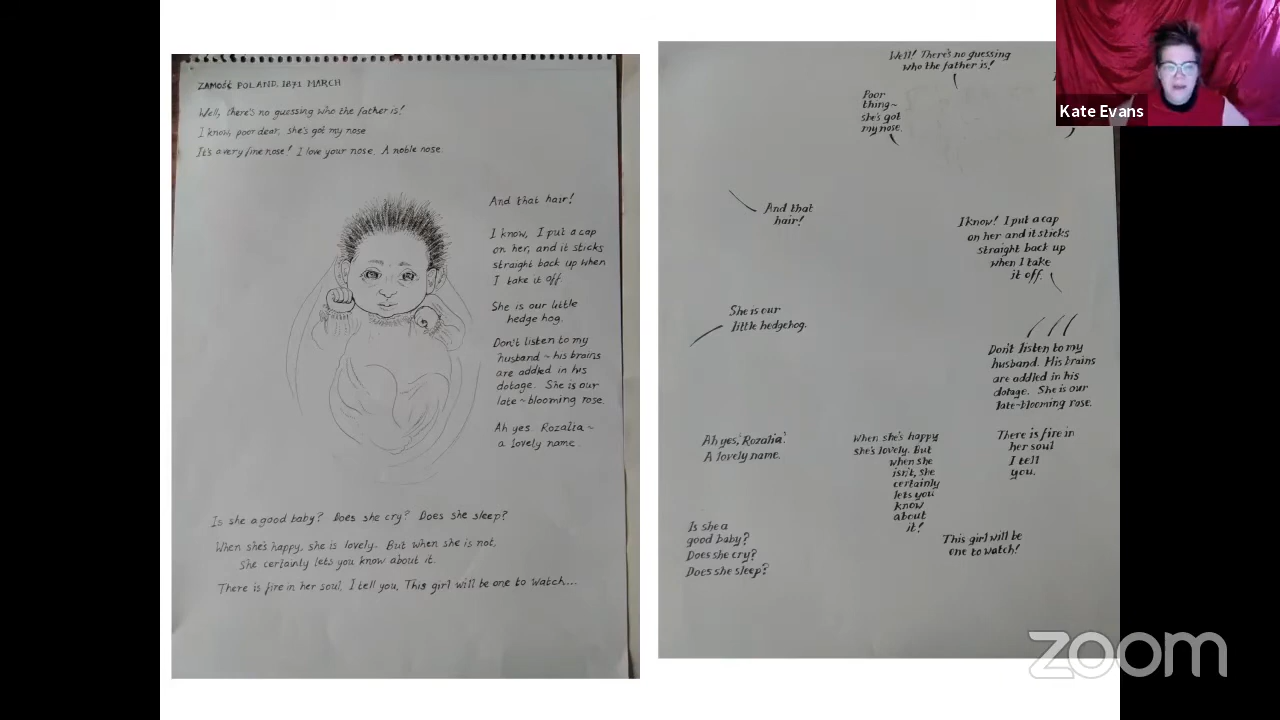 ZAMOŚĆ, POLAND, 1871. MARCH
Well, there's no guessing who the father is!
I know, poor dear, she's got my nose
It's a very fine nose! I love your nose. A noble nose.
And that hair!
I know, I put a cap
on her, and it sticks
straight back up when
I take it off.
She is our little
hedge hog.
Don't listen to my
husband ~ his brains
are addled in his
dotage. She is our
late ~ blooming rose.
Ah yes. Rozalia ~
a lovely name.
Is she a good baby? Does she cry? Does she sleep?
When she's happy, she is lovely. But when she is not,
she certainly lets you know about it.
There is fire in her soul, I tell you. This girl will be one to watch...
Well! There's no guessing
who the father is!
Poor
thing~
she's got
my nose.
And that
hair!
I know! I put a cap
on her and it sticks
straight back up
when I take
it off.
She is our
little hedgehog.
Don't listen to my
husband. His brains
are addled in his
dotage. She is our
late-blooming rose.
Ah yes, 'Rozalia'.
A lovely name.
When she's happy
she's lovely. But
when she
isn't, she
certainly
lets you
know
about
it!
There is fire in
her soul
I tell
you.
Is she a
good baby?
Does she cry?
Does she sleep?
This girl will be
one to watch!
Kate Evans
zoom